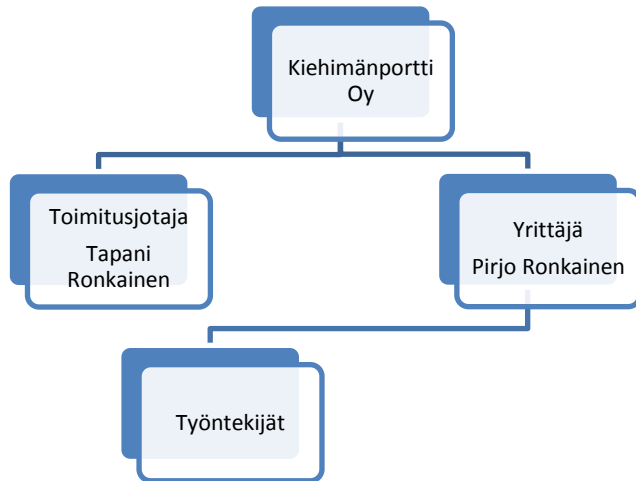 Kiehimänportti
Oy
Toimitusjotaja
Tapani
Ronkainen
Yrittäjä
Pirjo Ronkainen
Työntekijät